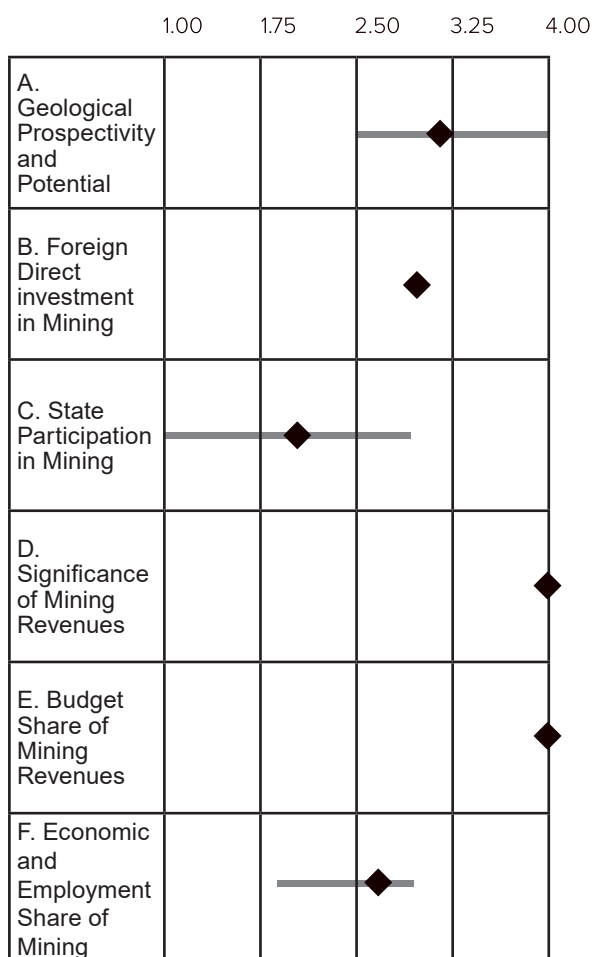 1.00 1.75 2.50 3.25 4.00
A.
Geological
Prospectivity
and
Potential
B. Foreign
Direct
investment
in Mining
C. State
Participation
in Mining
D.
Significance
of Mining
Revenues
E. Budget
Share of
Mining
Revenues
F. Economic
and
Employment
Share of
Mining